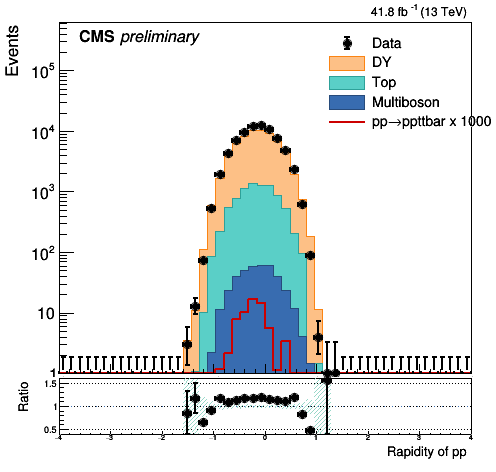 41.8 fb⁻¹ (13 TeV)
CMS preliminary
Events
Data
DY
Top
Multiboson
pp→ppttbar x 1000
10⁵
10⁴
10³
10²
10
1
Ratio
1.5
1
0.5
-4 -3 -2 -1 0 1 2 3 4
Rapidity of pp